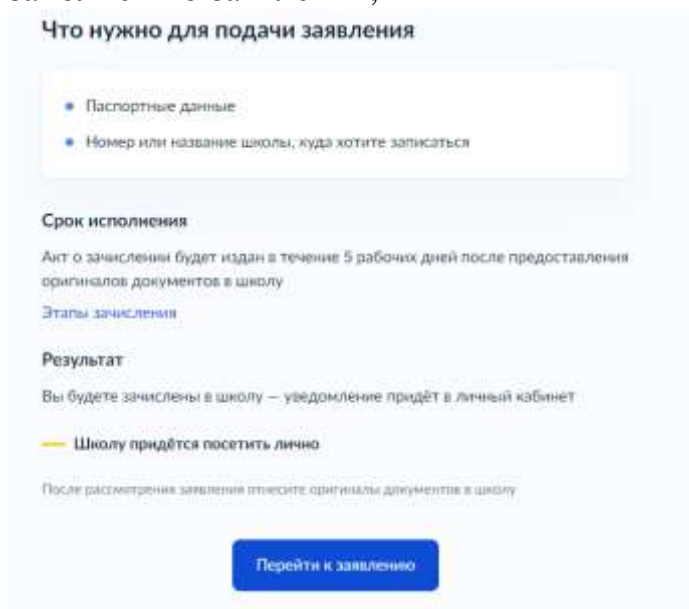 Что нужно для подачи заявления
Паспортные данные
Номер или название школы, куда хотите записаться
Срок исполнения
Акт о зачислении будет издан в течение 5 рабочих дней после предоставления
оригиналов документов в школу
Этапы зачисления
Результат
Вы будете зачислены в школу — уведомление придёт в личный кабинет
Школу придётся посетить лично
После рассмотрения заявления отнесите оригиналы документов в школу
Перейти к заявлению